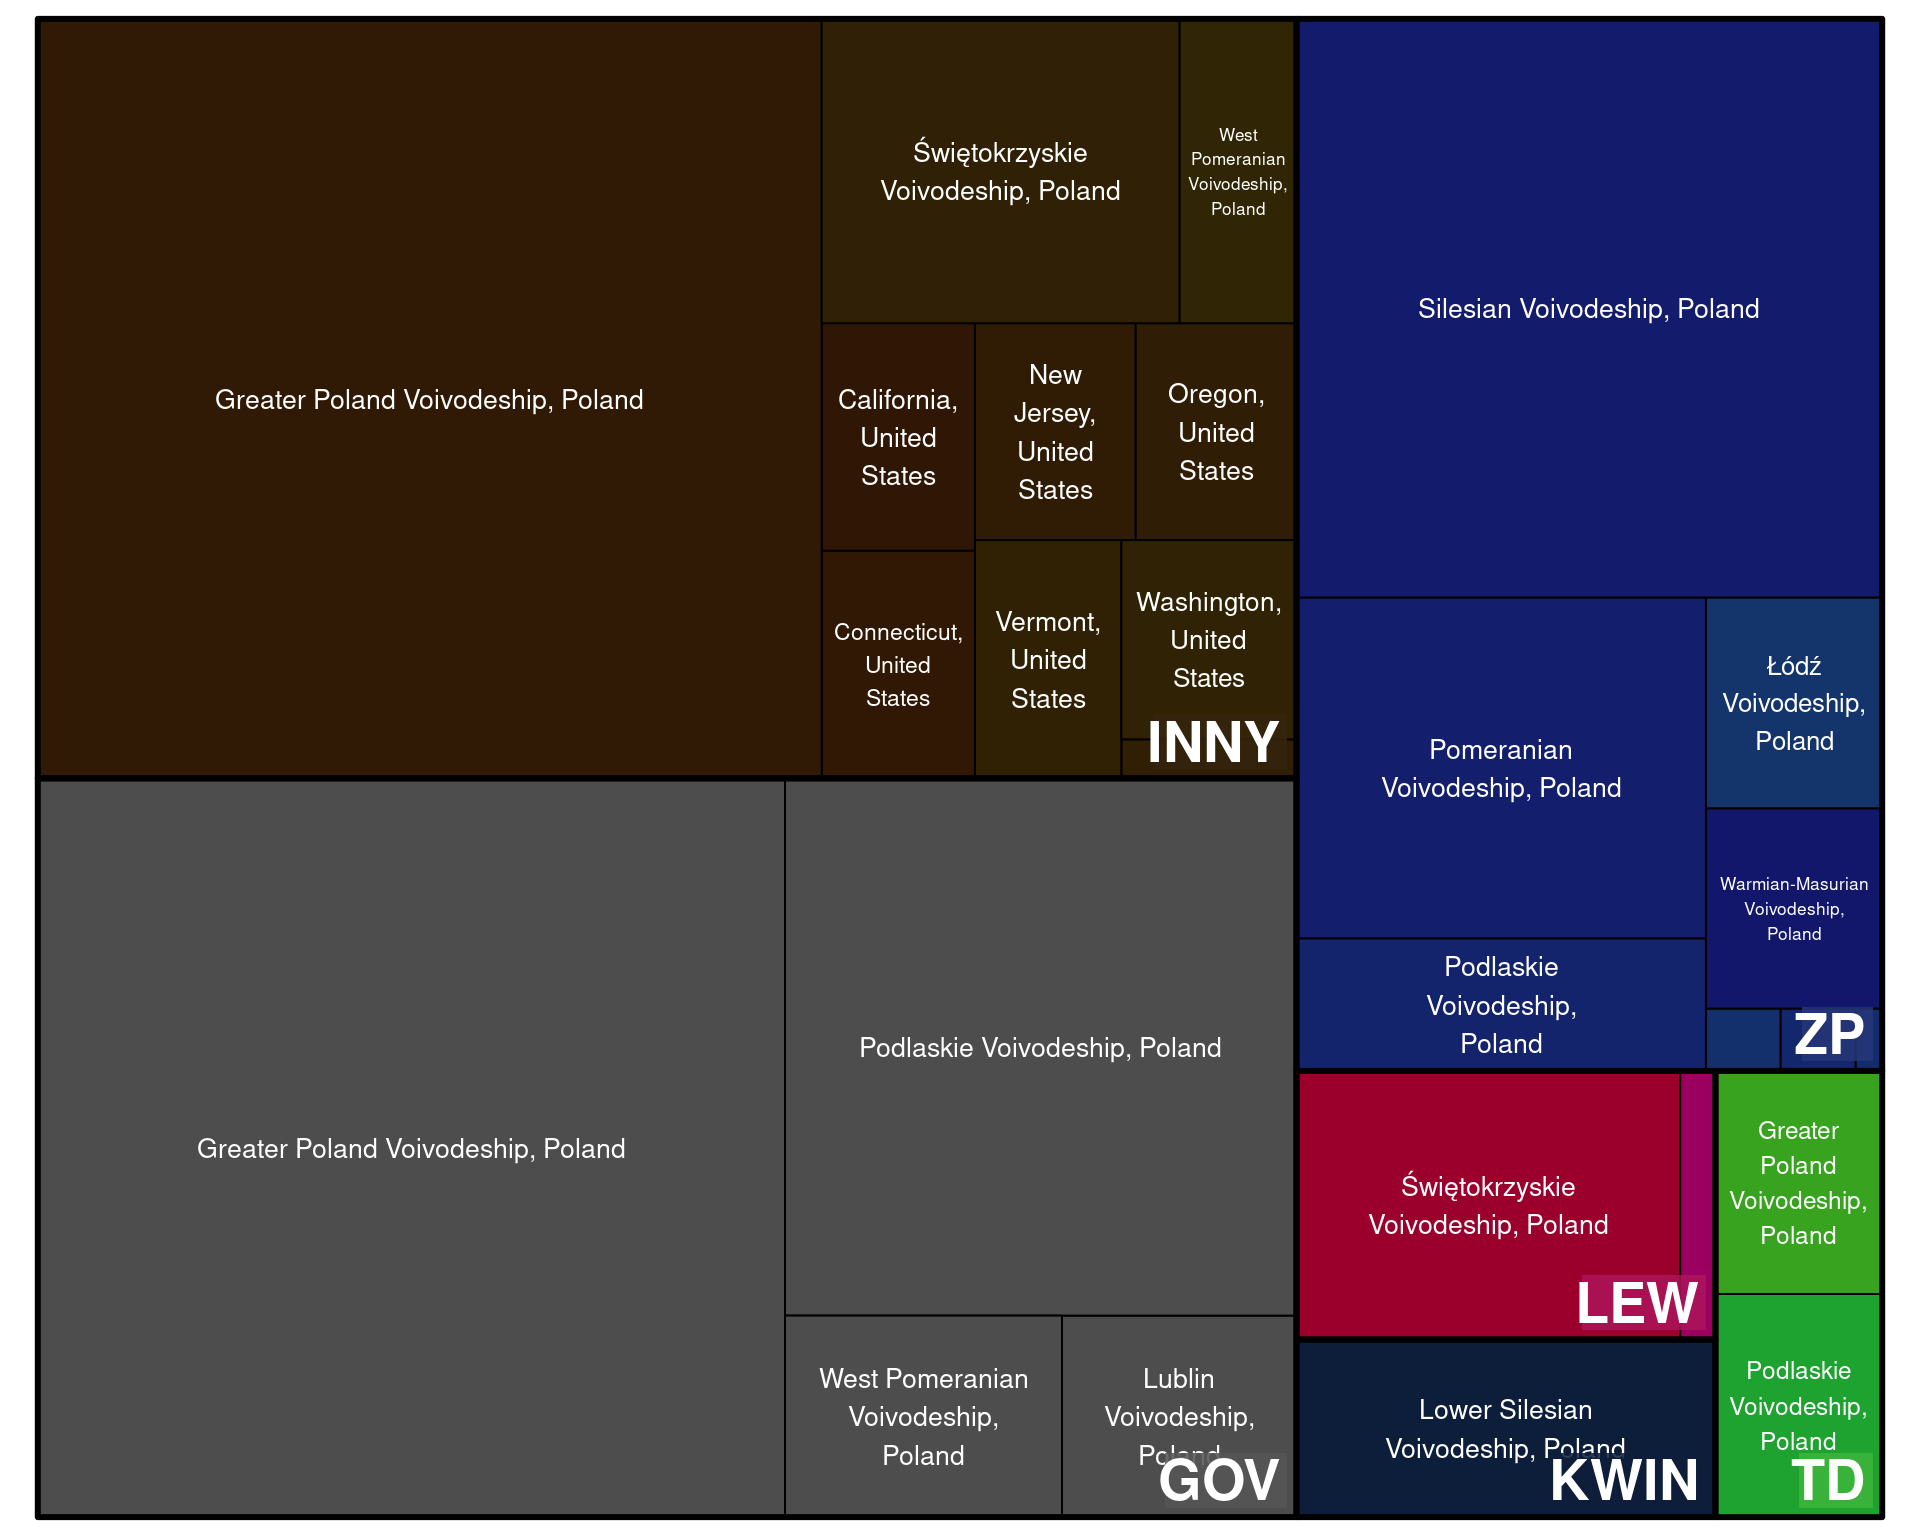 Greater Poland Voivodeship, Poland
Świętokrzyskie
Voivodeship, Poland
West
Pomeranian
Voivodeship,
Poland
California,
United
States
New
Jersey,
United
States
Oregon,
United
States
Connecticut,
United
States
Vermont,
United
States
Washington,
United
States
INNY
Greater Poland Voivodeship, Poland
Podlaskie Voivodeship, Poland
West Pomeranian
Voivodeship,
Poland
Lublin
Voivodeship,
Poland
GOV
Silesian Voivodeship, Poland
Pomeranian
Voivodeship, Poland
Łódź
Voivodeship,
Poland
Warmian-Masurian
Voivodeship,
Poland
Podlaskie
Voivodeship,
Poland
ZP
Świętokrzyskie
Voivodeship, Poland
LEW
Lower Silesian
Voivodeship, Poland
KWIN
Greater
Poland
Voivodeship,
Poland
Podlaskie
Voivodeship,
Poland
TD